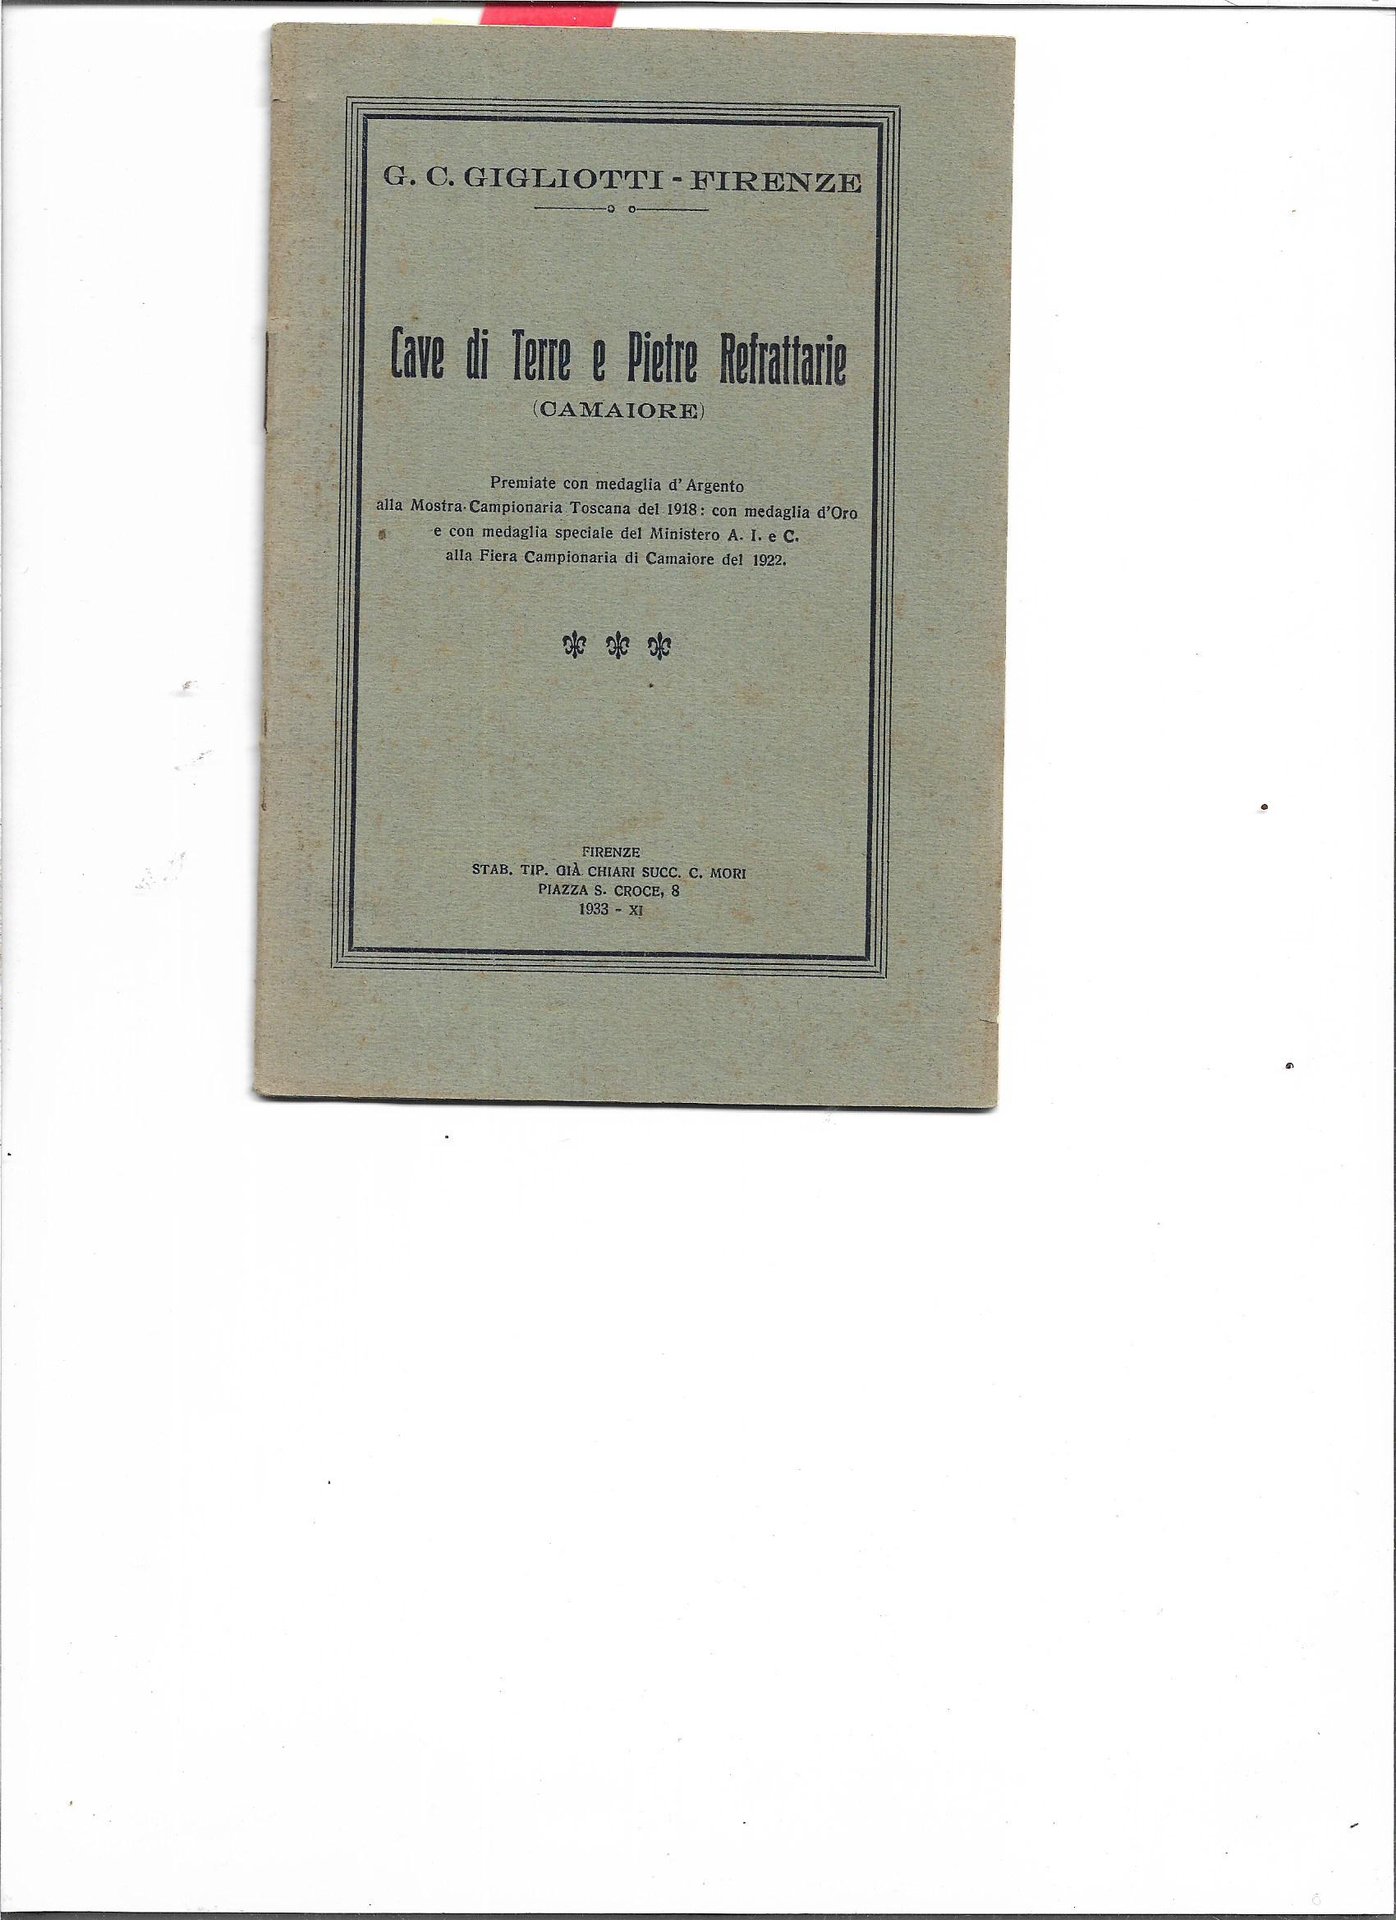 G. C. GIGLIOTTI - FIRENZE
Cave di Terre e Pietre Refrattarie
(CAMAIORE)
Premiate con medaglia d' Argento
alla Mostra Campionaria Toscana del 1918: con medaglia d'Oro
e con medaglia speciale del Ministero A. I. e C.
alla Fiera Campionaria di Camaiore del 1922.
FIRENZE
STAB. TIP. GIÀ CHIARI SUCC. C. MORI
PIAZZA S. CROCE, 8
1933 - XI